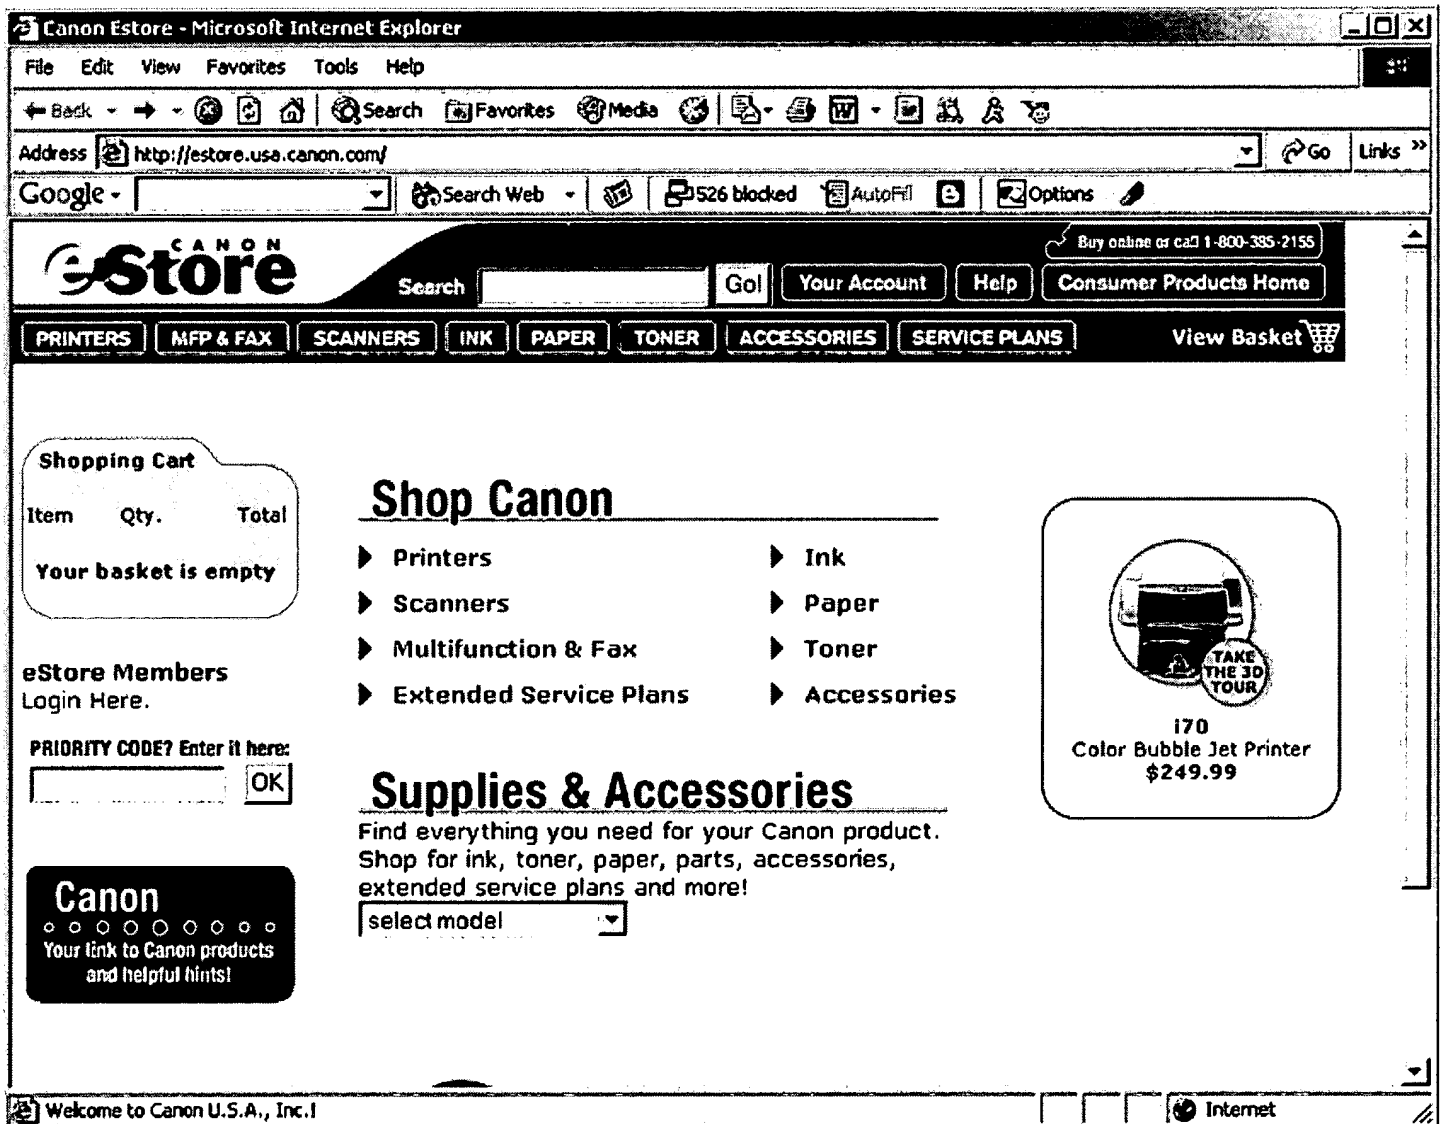 Canon Estore - Microsoft Internet Explorer
File Edit View Favorites Tools Help
Back Search Favorites Media W
Address http://estore.usa.canon.com/ Go Links »
Google Search Web 526 blocked AutoFill Options
CANON
eStore
Buy online or call 1-800-385-2155
Search Go! Your Account Help Consumer Products Home
PRINTERS MFP & FAX SCANNERS INK PAPER TONER ACCESSORIES SERVICE PLANS View Basket
Shopping Cart
Item Qty. Total
Your basket is empty
eStore Members
Login Here.
PRIORITY CODE? Enter it here:
OK
Canon
Your link to Canon products
and helpful hints!
Shop Canon
Printers
Scanners
Multifunction & Fax
Extended Service Plans
Ink
Paper
Toner
Accessories
Supplies & Accessories
Find everything you need for your Canon product.
Shop for ink, toner, paper, parts, accessories,
extended service plans and more!
select model
TAKE
THE 3D
TOUR
i70
Color Bubble Jet Printer
$249.99
Welcome to Canon U.S.A., Inc.! Internet